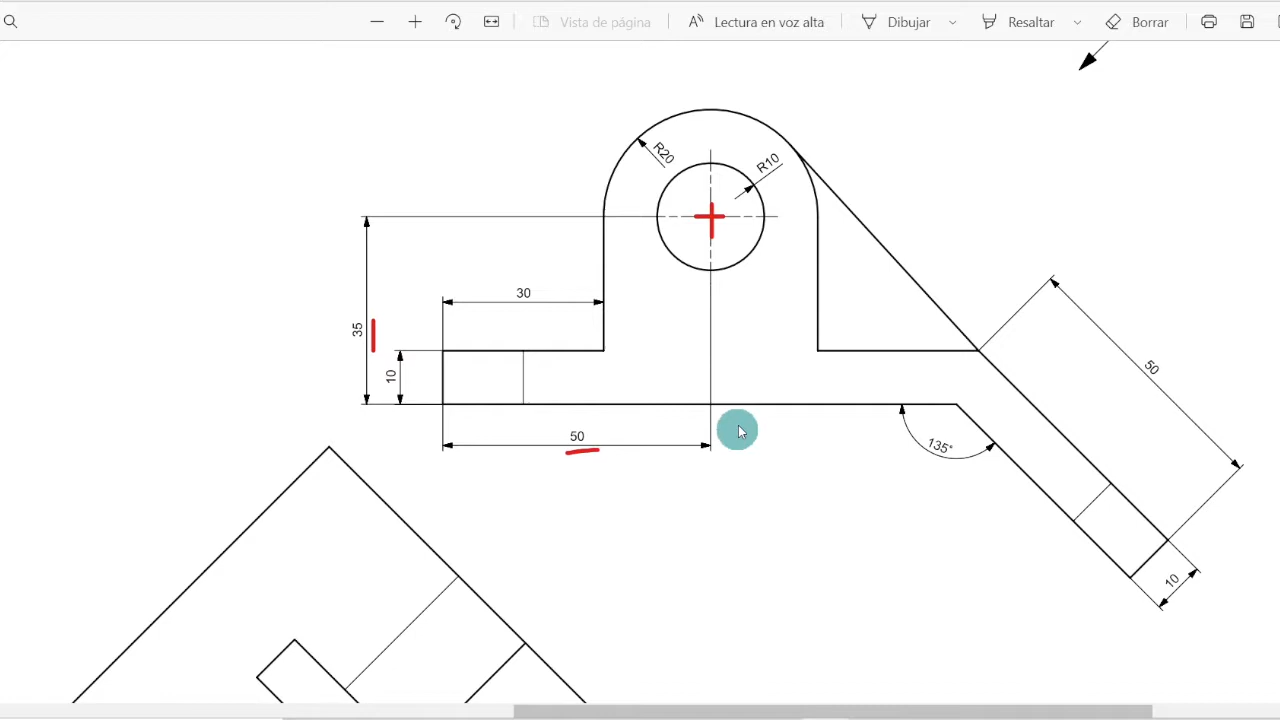 Vista de página
Lectura en voz alta
Dibujar
Resaltar
Borrar
R20
R10
30
35
10
50
50
135°
10